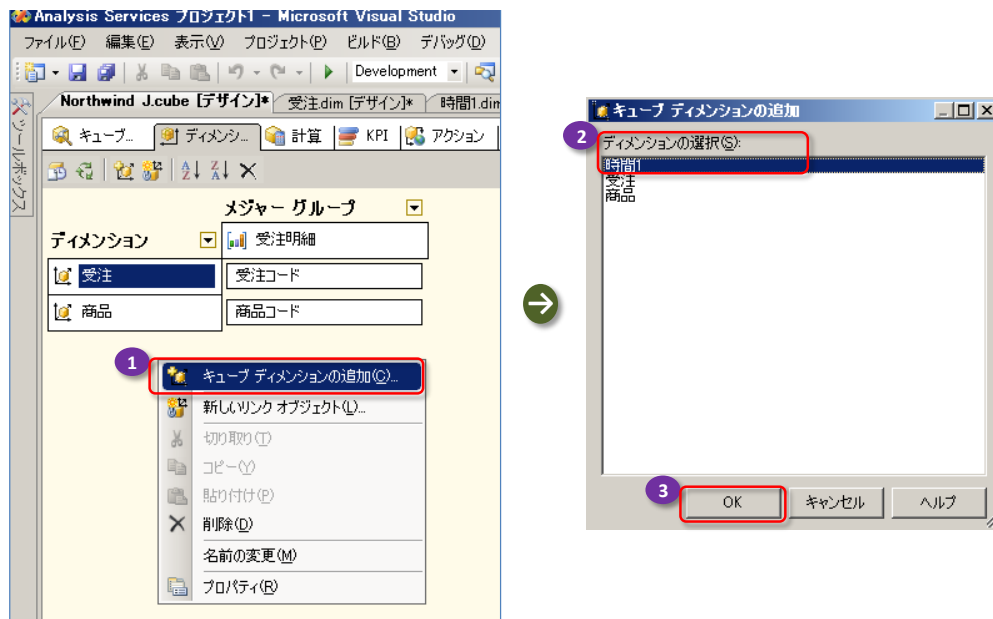 Analysis Services プロジェクト1 - Microsoft Visual Studio
ファイル(F) 編集(E) 表示(V) プロジェクト(P) ビルド(B) デバッグ(D)
Development
Northwind J.cube [デザイン]* 受注.dim [デザイン]* 時間1.dim
ツールボックス
キューブ... ディメンシ... 計算 KPI アクション
メジャー グループ
ディメンション 受注明細
受注 受注コード
商品 商品コード
1
キューブ ディメンションの追加(C)...
新しいリンク オブジェクト(L)...
切り取り(T)
コピー(Y)
貼り付け(P)
削除(D)
名前の変更(M)
プロパティ(R)
キューブ ディメンションの追加
2
ディメンションの選択(S):
時間1
受注
商品
3
OK キャンセル ヘルプ